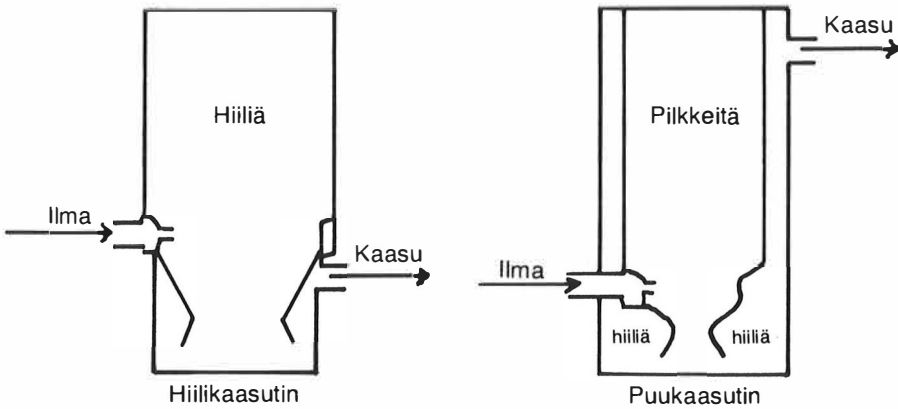 Hiiliä
Ilma
Kaasu
Hiilikaasutin
Kaasu
Pilkkeitä
Ilma
hiiliä
hiiliä
Puukaasutin